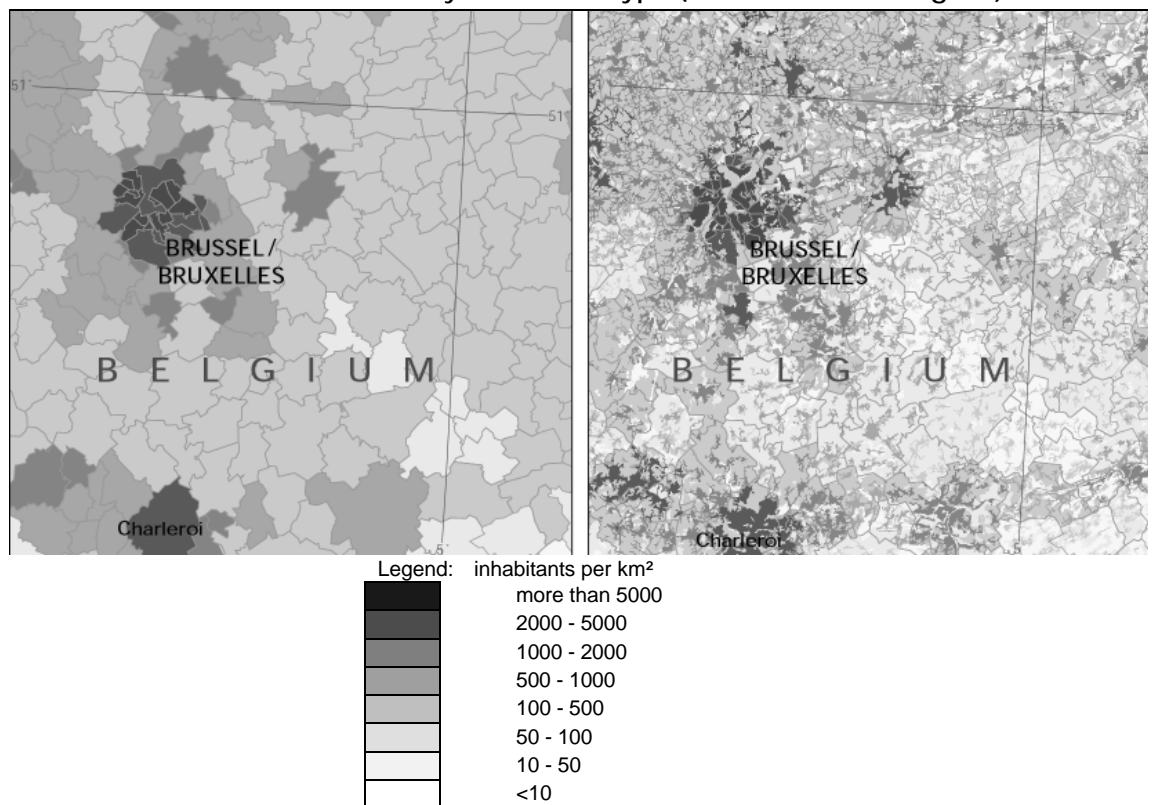 51°
51°
BRUSSEL/
BRUXELLES
BELGIUM
Charleroi
5°
BRUSSEL/
BRUXELLES
BELGIUM
Charleroi
Legend: inhabitants per km²
more than 5000
2000 - 5000
1000 - 2000
500 - 1000
100 - 500
50 - 100
10 - 50
<10